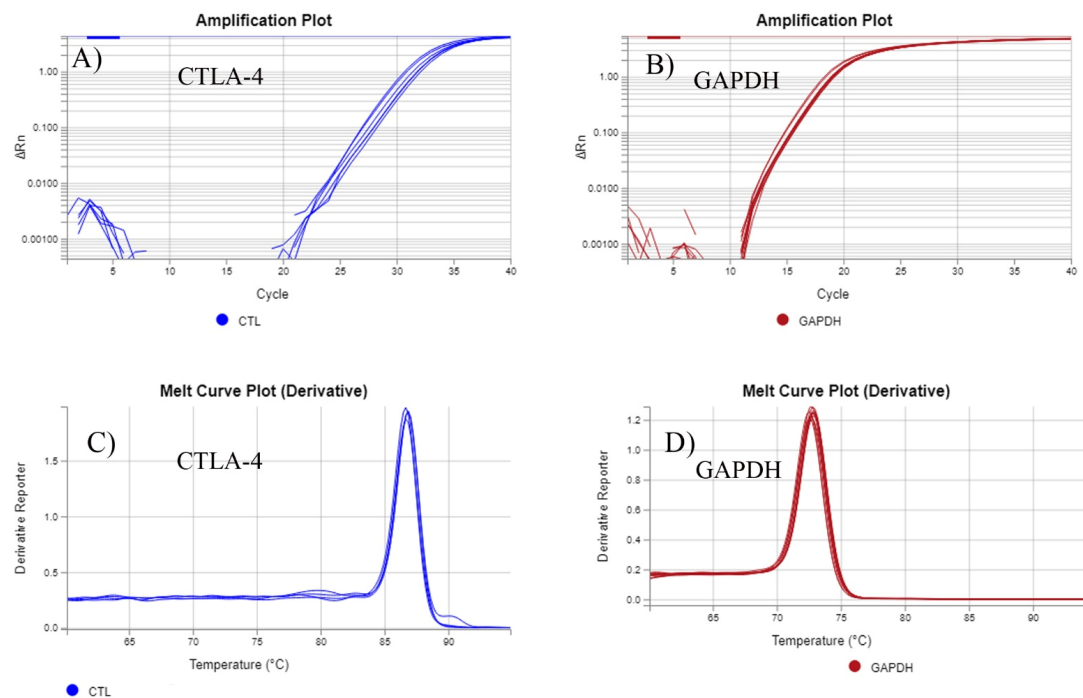 Amplification Plot
A)
CTLA-4
1.00
0.100
0.0100
0.00100
ΔRn
5 10 15 20 25 30 35 40
Cycle
CTL
Amplification Plot
B)
GAPDH
1.00
0.100
0.0100
0.00100
ΔRn
5 10 15 20 25 30 35 40
Cycle
GAPDH
Melt Curve Plot (Derivative)
C)
CTLA-4
1.5
1.0
0.5
0.0
Derivative Reporter
65 70 75 80 85 90
Temperature (°C)
CTL
Melt Curve Plot (Derivative)
D)
GAPDH
1.2
1.0
0.8
0.6
0.4
0.2
0.0
Derivative Reporter
65 70 75 80 85 90
Temperature (°C)
GAPDH